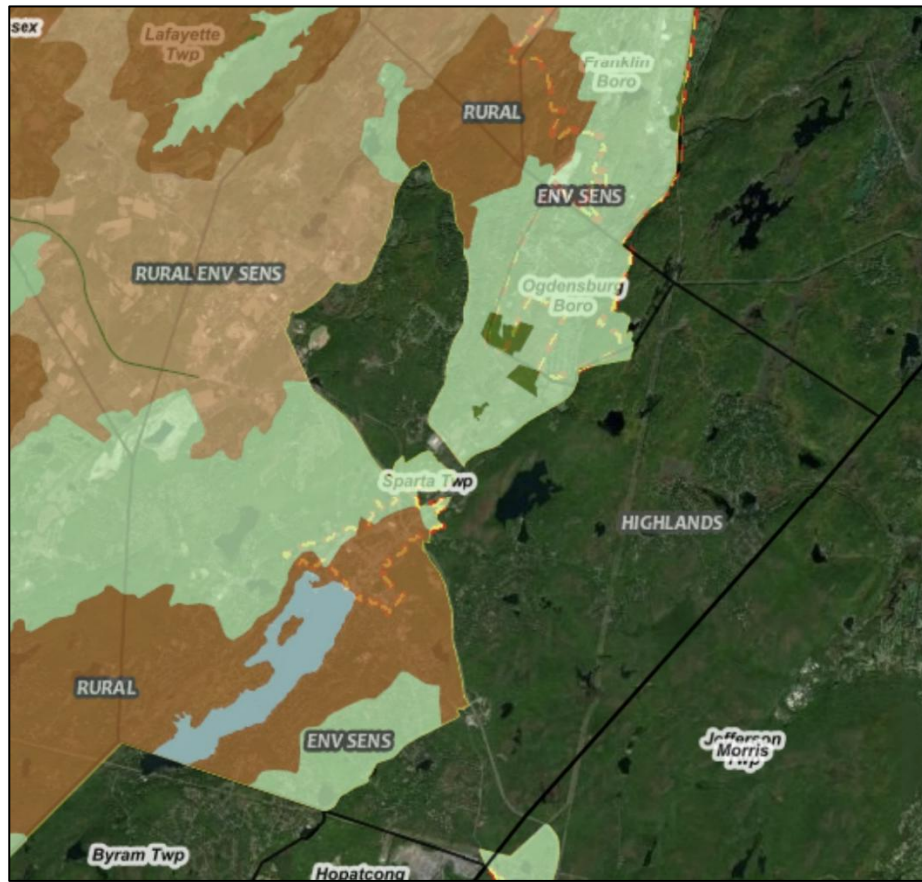 sex
Lafayette
Twp
Franklin
Boro
RURAL
ENV SENS
RURAL ENV SENS
Ogdensburg
Boro
Sparta Twp
HIGHLANDS
RURAL
ENV SENS
Jefferson
Morris
Twp
Byram Twp
Hopatcong